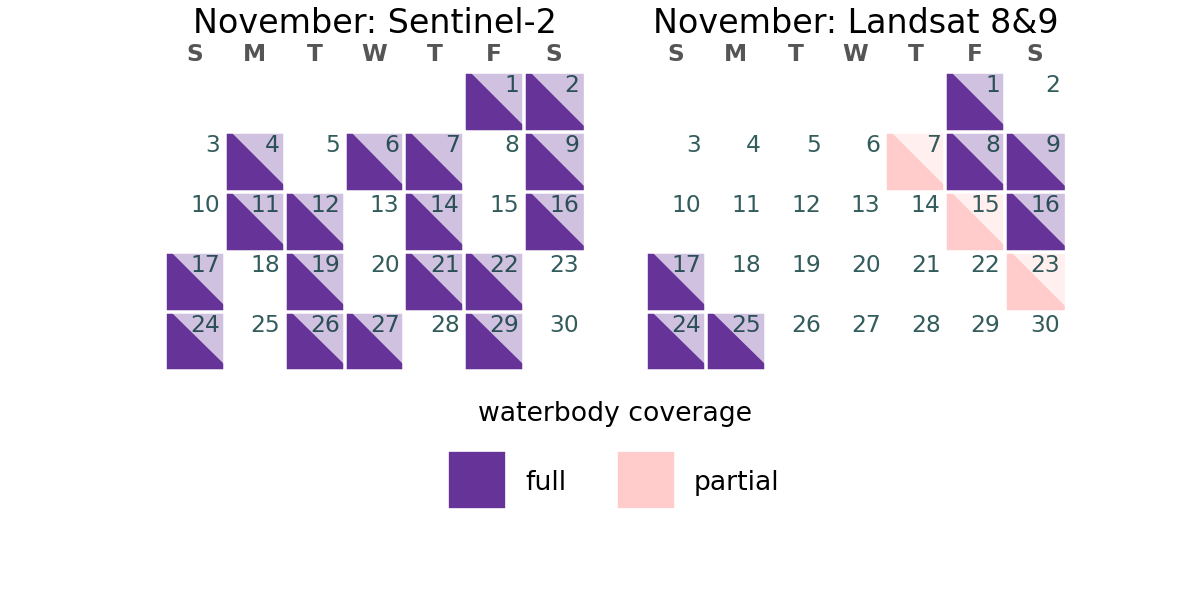 November: Sentinel-2
S M T W T F S
1 2
3 4 5 6 7 8 9
10 11 12 13 14 15 16
17 18 19 20 21 22 23
24 25 26 27 28 29 30
November: Landsat 8&9
S M T W T F S
1 2
3 4 5 6 7 8 9
10 11 12 13 14 15 16
17 18 19 20 21 22 23
24 25 26 27 28 29 30
waterbody coverage
full partial